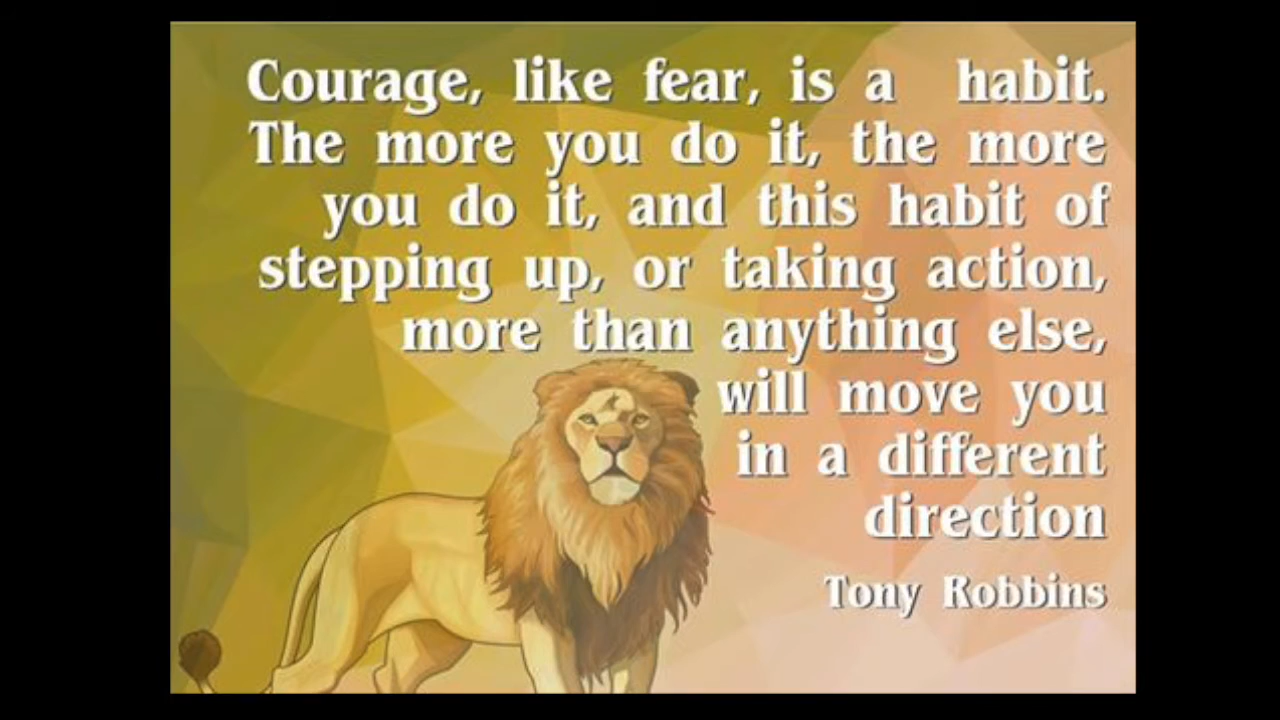 Courage, like fear, is a habit.
The more you do it, the more
you do it, and this habit of
stepping up, or taking action,
more than anything else,
will move you
in a different
direction
Tony Robbins